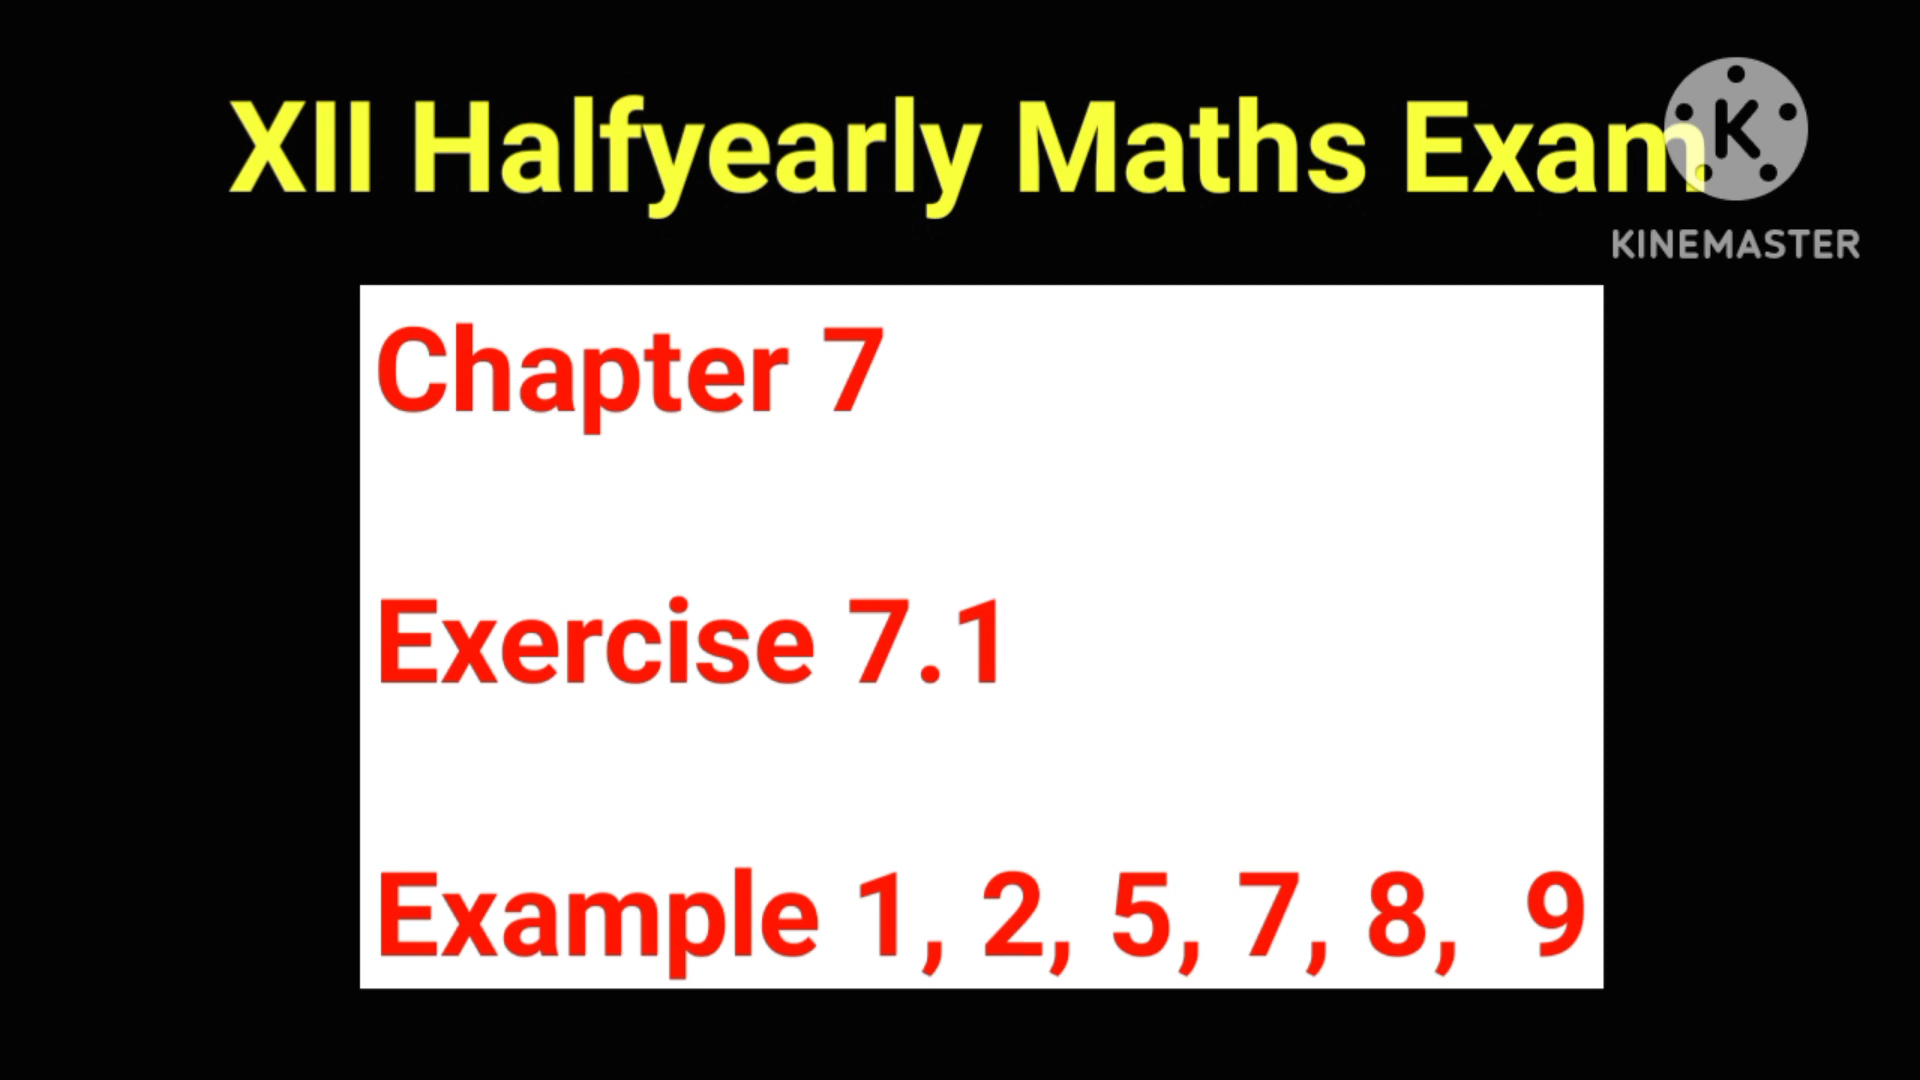 XII Halfyearly Maths Exam
K
KINEMASTER
Chapter 7
Exercise 7.1
Example 1, 2, 5, 7, 8, 9